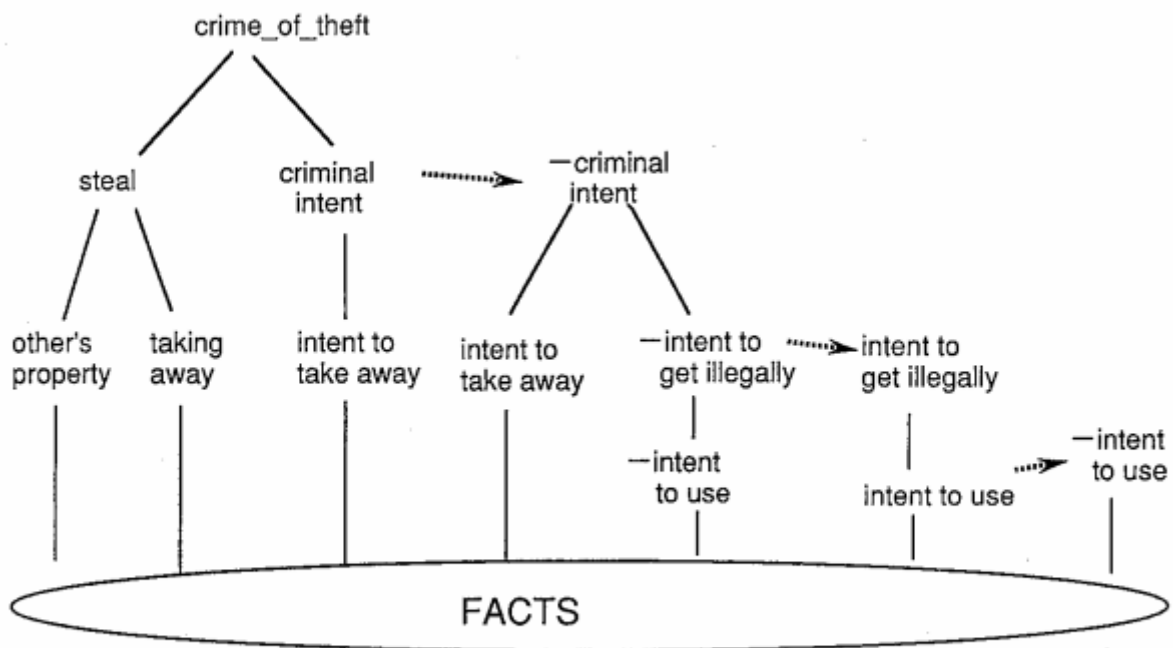 crime_of_theft
steal
criminal
intent
—criminal
intent
other's
property
taking
away
intent to
take away
intent to
take away
—intent to
get illegally
intent to
get illegally
—intent
to use
intent to use
—intent
to use
FACTS